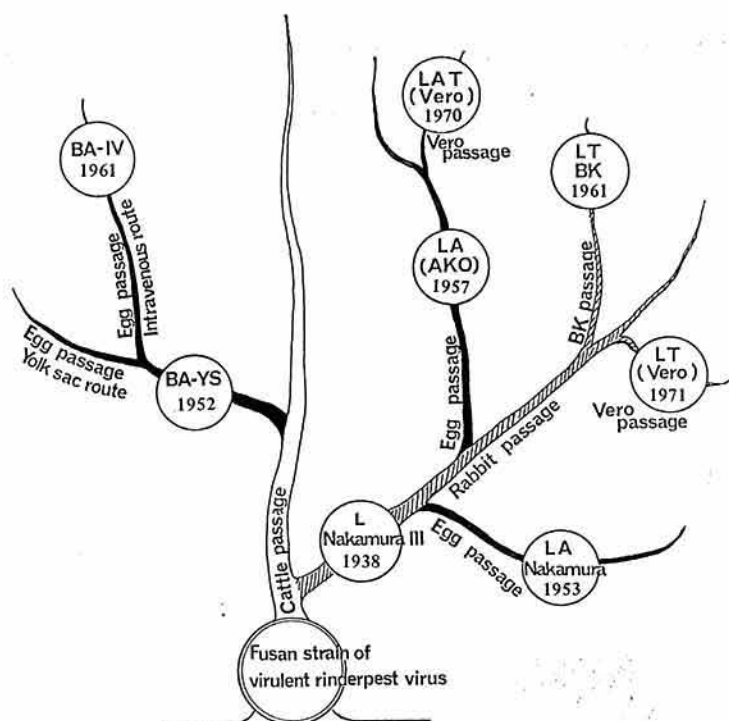 LA T
(Vero)
1970
Vero
passage
BA-IV
1961
LT
BK
1961
Egg passage
Intravenous route
LA
(AKO)
1957
BK passage
Egg passage
Yolk sac route
BA-YS
1952
LT
(Vero)
1971
Vero
passage
Egg passage
Rabbit passage
Cattle passage
L
Nakamura III
1938
Egg passage
LA
Nakamura
1953
Fusan strain of
virulent rinderpest virus